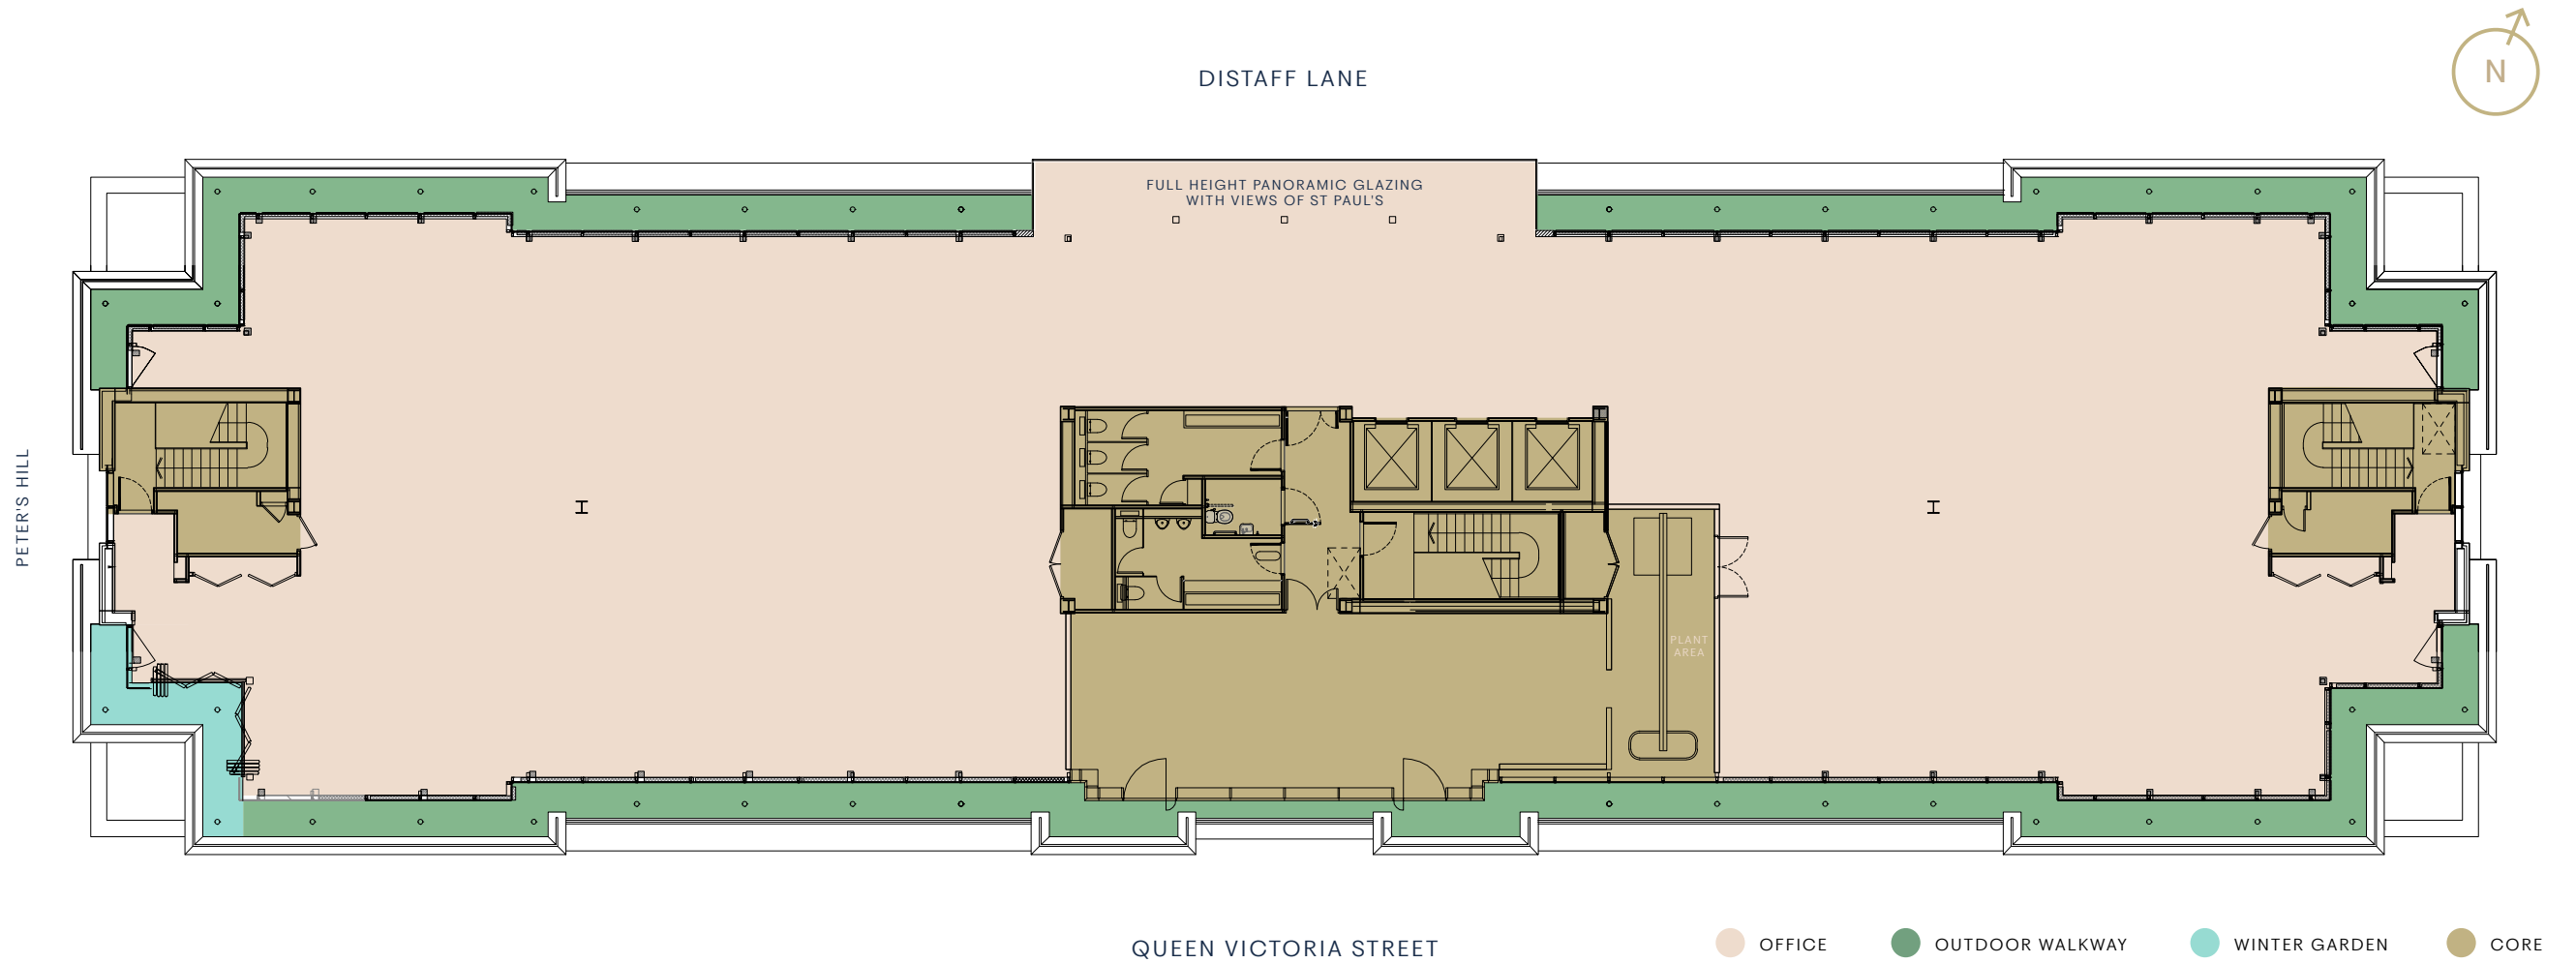 N
DISTAFF LANE
FULL HEIGHT PANORAMIC GLAZING
WITH VIEWS OF ST PAUL'S
PETER'S HILL
PLANT
AREA
QUEEN VICTORIA STREET
OFFICE
OUTDOOR WALKWAY
WINTER GARDEN
CORE